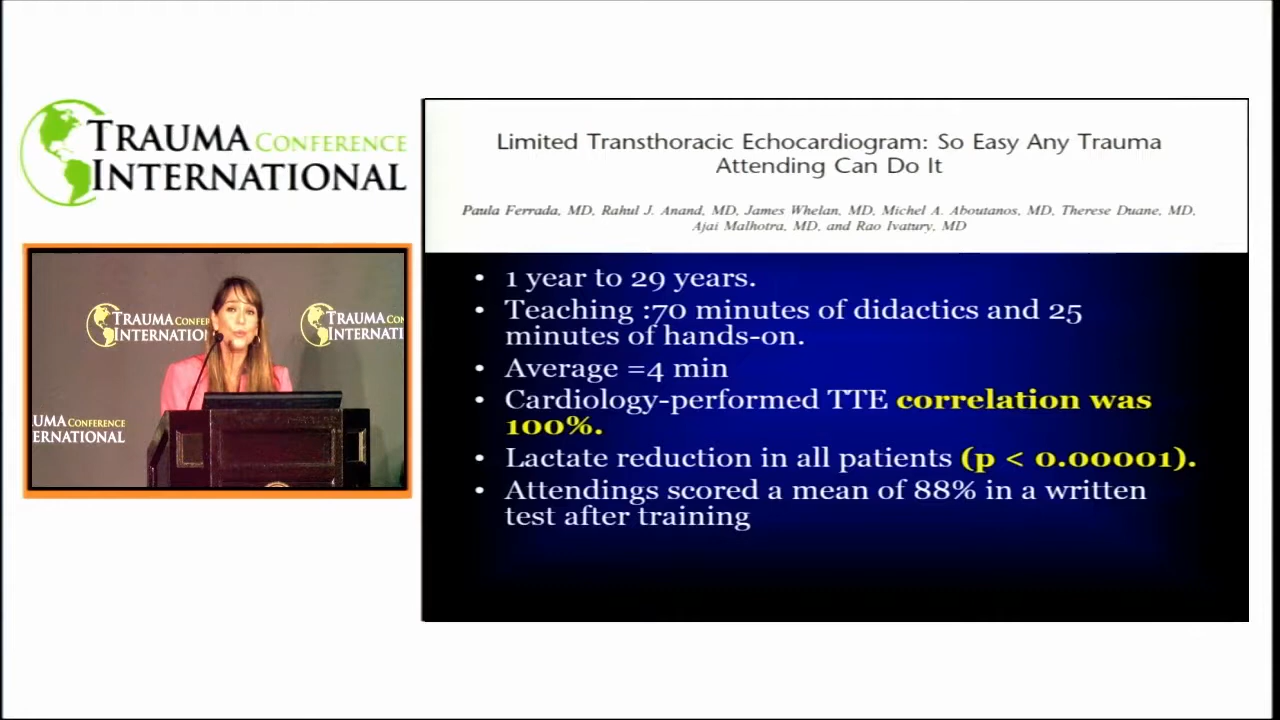 TRAUMA CONFERENCE
INTERNATIONAL
Limited Transthoracic Echocardiogram: So Easy Any Trauma
Attending Can Do It
Paula Ferrada, MD, Rahul J. Anand, MD, James Whelan, MD, Michel A. Aboutanos, MD, Therese Duane, MD,
Ajai Malhotra, MD, and Rao Ivatury, MD
• 1 year to 29 years.
• Teaching :70 minutes of didactics and 25
minutes of hands-on.
• Average =4 min
• Cardiology-performed TTE correlation was
100%.
• Lactate reduction in all patients (p < 0.00001).
• Attendings scored a mean of 88% in a written
test after training
TRAUMA CONFER
INTERNATION
TRAUMA CON
INTERNATI
UMA CONFERENCE
ERNATIONAL